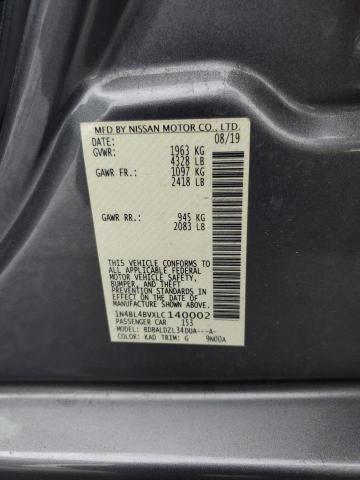 MFD BY NISSAN MOTOR CO., LTD.
DATE: 08/19
GVWR: 1963 KG
4328 LB
GAWR FR.: 1097 KG
2418 LB
GAWR RR.: 945 KG
2083 LB
THIS VEHICLE CONFORMS TO
ALL APPLICABLE FEDERAL MOTOR
VEHICLE SAFETY STANDARD,
BUMPER, AND THEFT
PREVENTION STANDARDS IN
EFFECT ON THE DATE OF
MANUFACTURE SHOWN ABOVE.
1N4BL4BVXLC140002
PASSENGER CAR 153
MODEL: BDBALDZL34DUA---A-
COLOR: KAD TRIM: G 9N00A